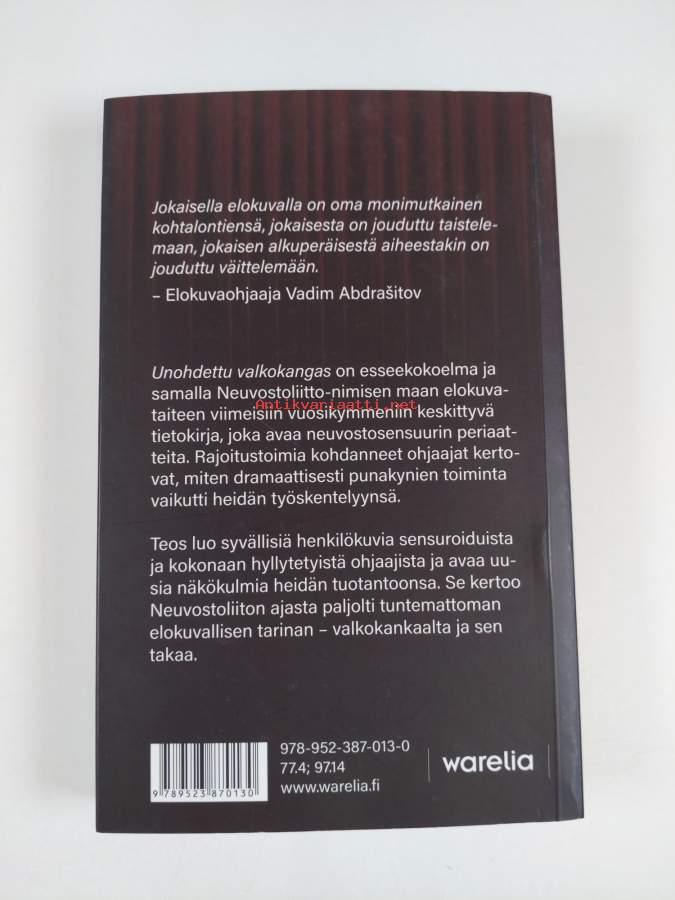 Jokaisella elokuvalla on oma monimutkainen
kohtalontiensä, jokaisesta on jouduttu taistele-
maan, jokaisen alkuperäisestä aiheestakin on
jouduttu väittelemään.
– Elokuvaohjaaja Vadim Abdrašitov
Unohdettu valkokangas on esseekokoelma ja
samalla Neuvostoliitto-nimisen maan elokuva-
taiteen viimeisiin vuosikymmeniin keskittyvä
Antikvariaatti.net
tietokirja, joka avaa neuvostosensuurin periaat-
teita. Rajoitustoimia kohdanneet ohjaajat kerto-
vat, miten dramaattisesti punakynien toiminta
vaikutti heidän työskentelyynsä.
Teos luo syvällisiä henkilökuvia sensuroiduista
ja kokonaan hyllytetyistä ohjaajista ja avaa uu-
sia näkökulmia heidän tuotantoonsa. Se kertoo
Neuvostoliiton ajasta paljolti tuntemattoman
elokuvallisen tarinan – valkokankaalta ja sen
takaa.
978-952-387-013-0
77.4; 97.14
www.warelia.fi
9 789523 870130
warelia